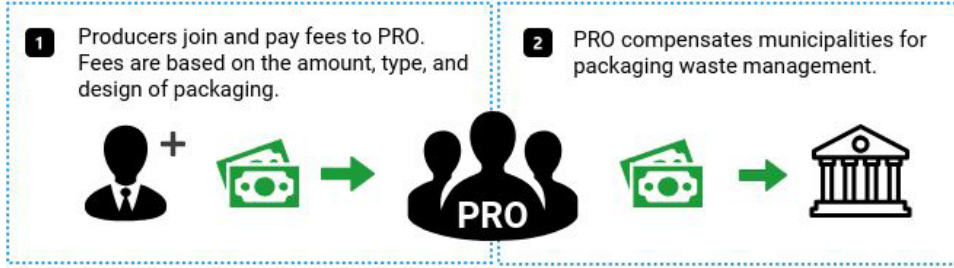 1
Producers join and pay fees to PRO.
Fees are based on the amount, type, and
design of packaging.
2
PRO compensates municipalities for
packaging waste management.
PRO